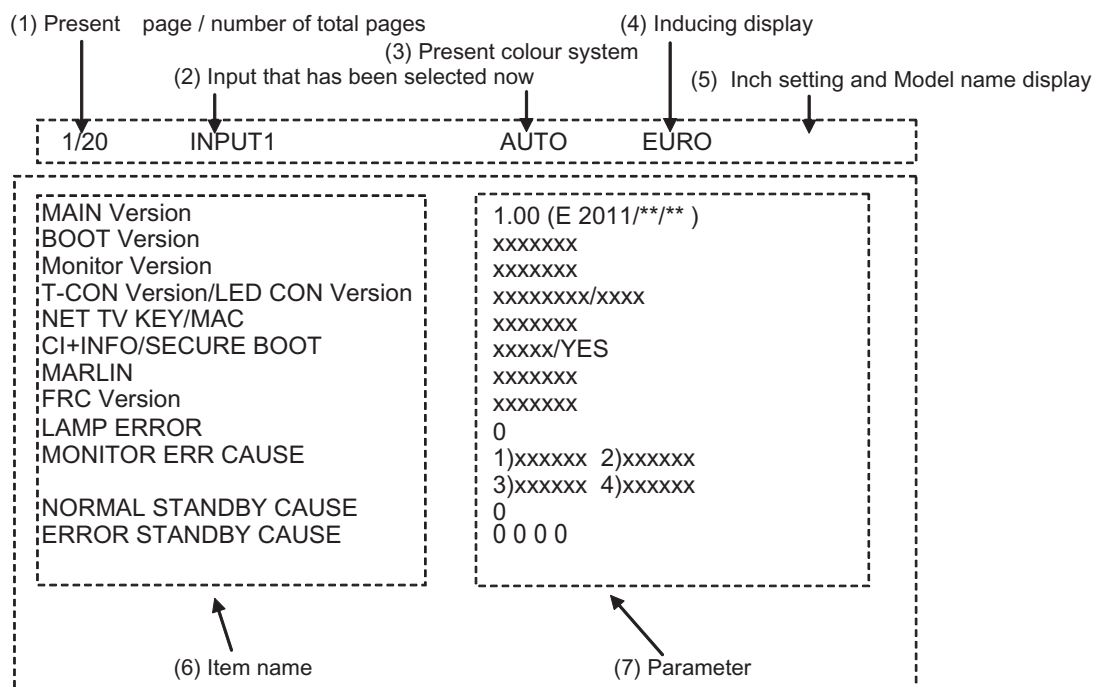 (1) Present page / number of total pages
(4) Inducing display
(3) Present colour system
(2) Input that has been selected now
(5) Inch setting and Model name display
1/20 INPUT1 AUTO EURO
MAIN Version 1.00 (E 2011/**/** )
BOOT Version xxxxxxx
Monitor Version xxxxxxx
T-CON Version/LED CON Version xxxxxxxx/xxxx
NET TV KEY/MAC xxxxxxx
CI+INFO/SECURE BOOT xxxxx/YES
MARLIN xxxxxxx
FRC Version xxxxxxx
LAMP ERROR 0
MONITOR ERR CAUSE 1)xxxxxx 2)xxxxxx
3)xxxxxx 4)xxxxxx
NORMAL STANDBY CAUSE 0
ERROR STANDBY CAUSE 0 0 0 0
(6) Item name
(7) Parameter